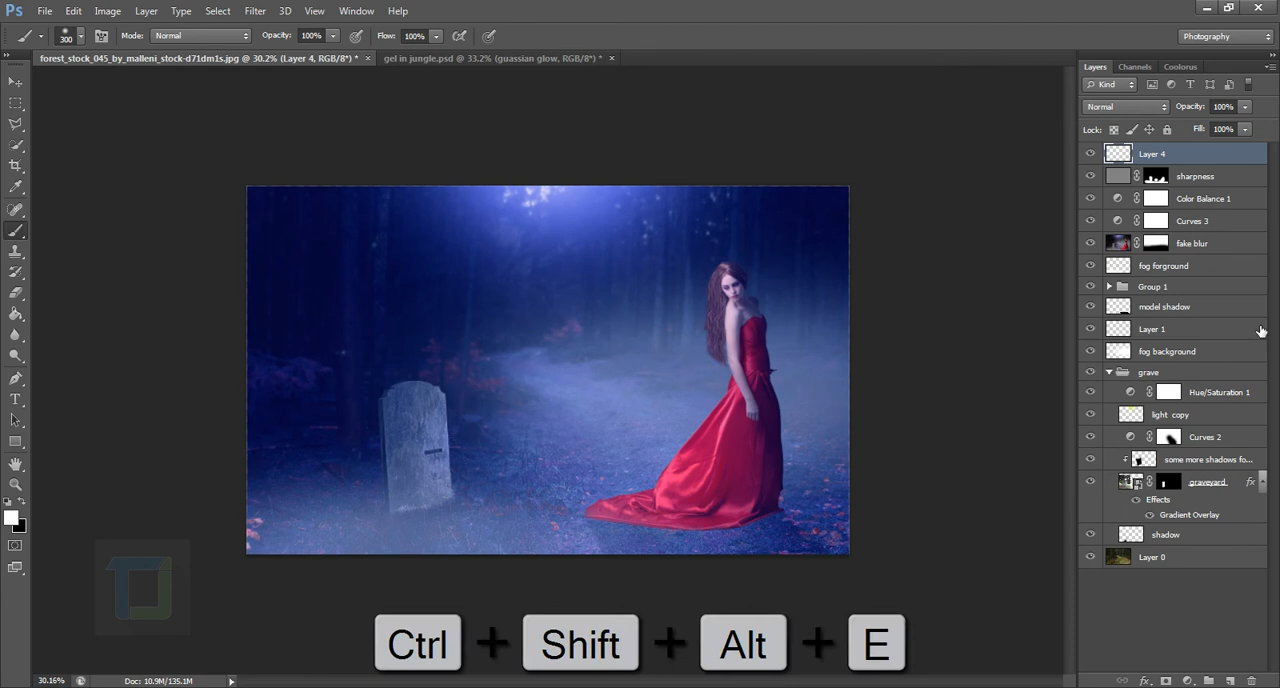 Ps File Edit Image Layer Type Select Filter 3D View Window Help
300 Mode: Normal Opacity: 100% Flow: 100% Photography
forest_stock_045_by_malleni_stock-d71dm1s.jpg @ 30.2% (Layer 4, RGB/8*) * × gel in jungle.psd @ 33.2% (guassian glow, RGB/8*) * ×
Layers Channels Coolorus
Kind T
Normal Opacity: 100%
Lock: Fill: 100%
Layer 4
sharpness
Color Balance 1
Curves 3
fake blur
fog forground
Group 1
model shadow
Layer 1
fog background
grave
Hue/Saturation 1
light copy
Curves 2
some more shadows fo...
graveyard fx
Effects
Gradient Overlay
shadow
Layer 0
Ctrl + Shift + Alt + E
30.16% Doc: 10.9M/135.1M